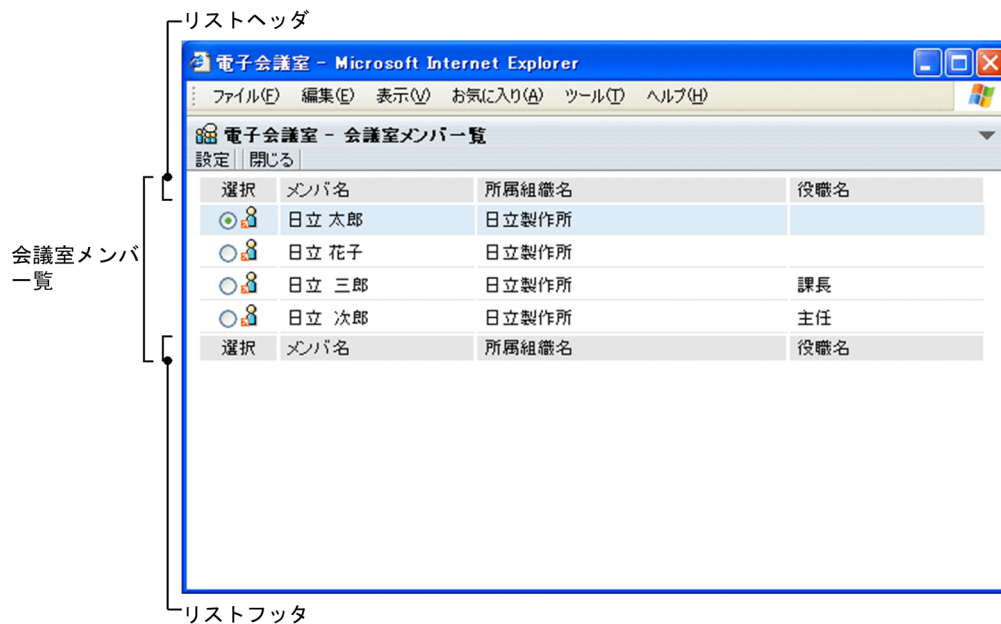 リストヘッダ
電子会議室 - Microsoft Internet Explorer
ファイル(F) 編集(E) 表示(V) お気に入り(A) ツール(T) ヘルプ(H)
電子会議室 - 会議室メンバ一覧
設定 閉じる
選択 メンバ名 所属組織名 役職名
日立 太郎 日立製作所
日立 花子 日立製作所
日立 三郎 日立製作所 課長
日立 次郎 日立製作所 主任
選択 メンバ名 所属組織名 役職名
会議室メンバ
一覧
リストフッタ